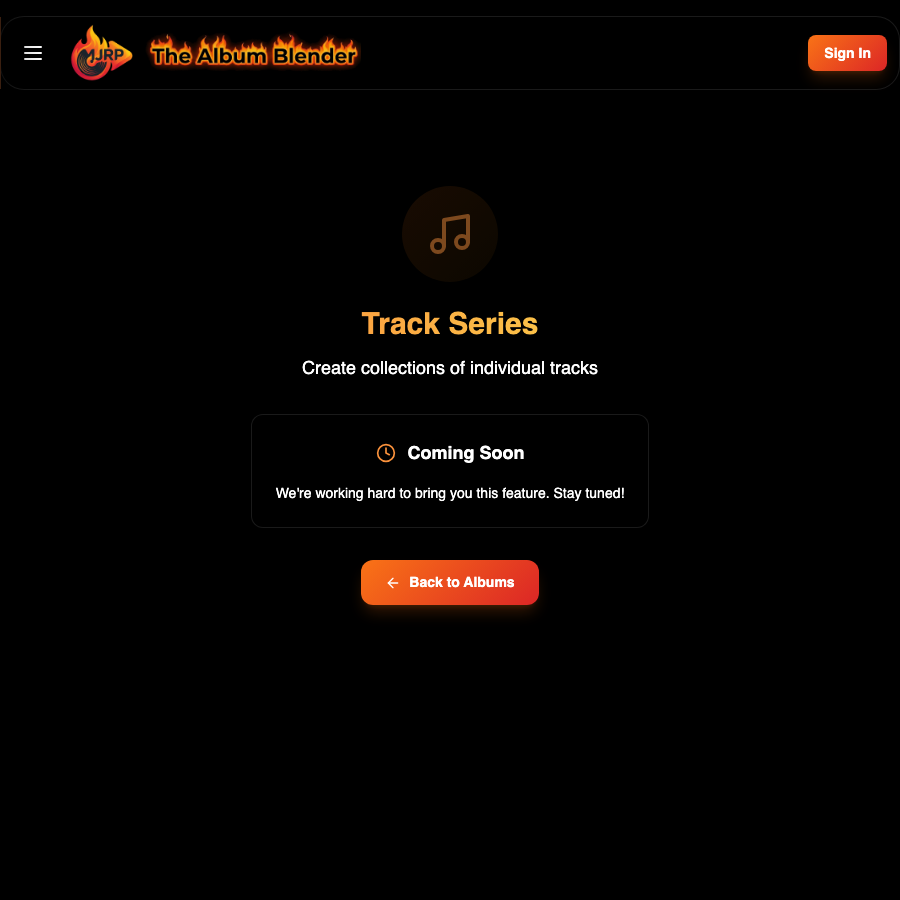 JRP
The Album Blender
Sign In
Track Series
Create collections of individual tracks
Coming Soon
We're working hard to bring you this feature. Stay tuned!
Back to Albums